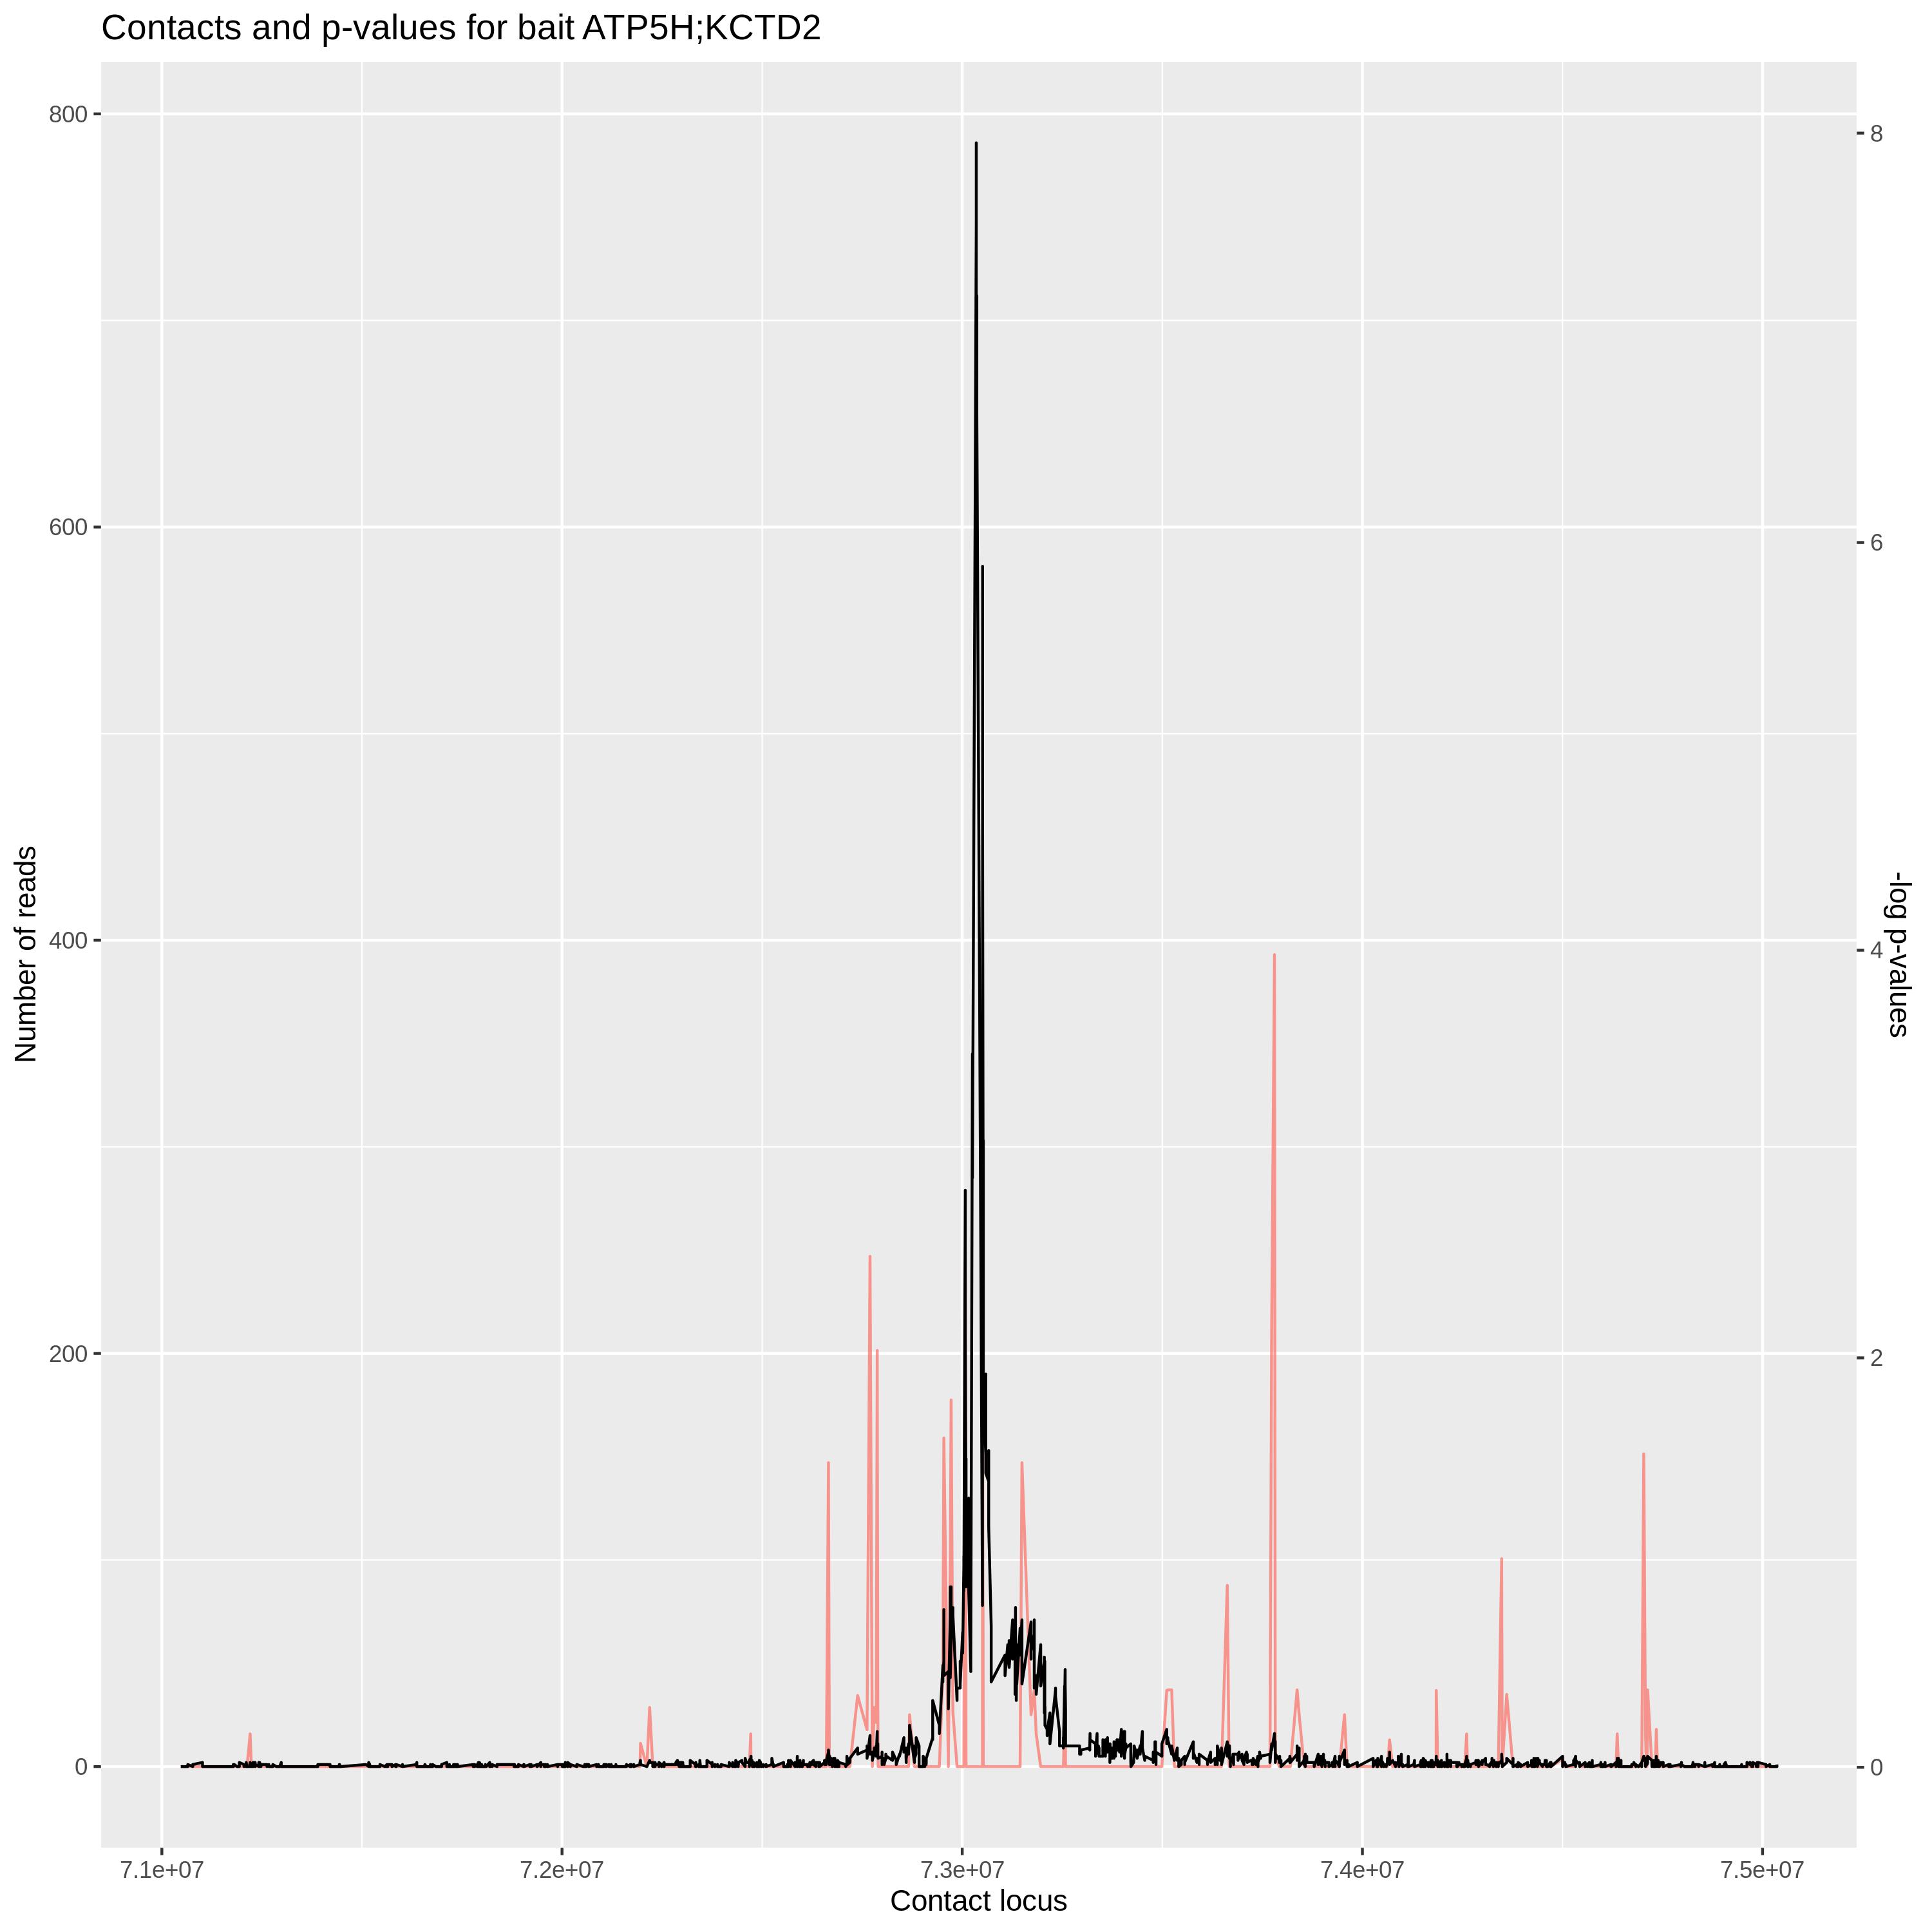 Contacts and p-values for bait ATP5H;KCTD2
800
600
400
200
0
Number of reads
8
6
4
2
0
-log p-values
7.1e+07
7.2e+07
7.3e+07
7.4e+07
7.5e+07
Contact locus